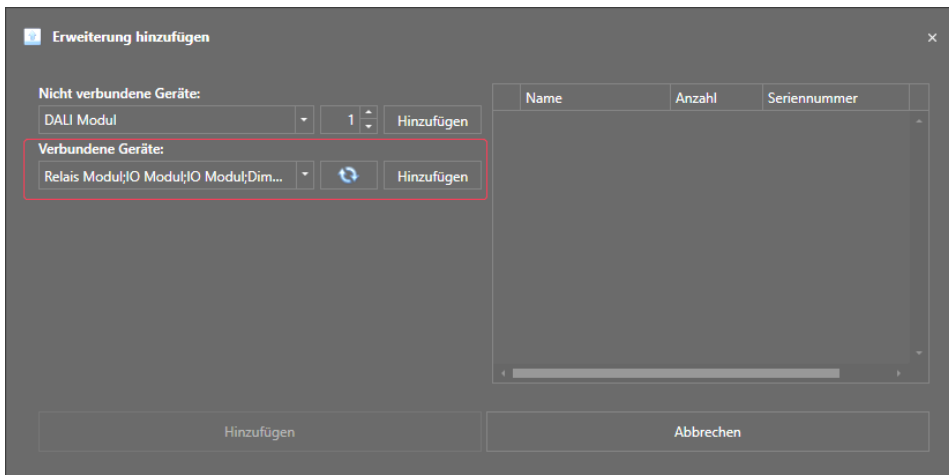 Erweiterung hinzufügen
×
Nicht verbundene Geräte:
DALI Modul 1 Hinzufügen
Verbundene Geräte:
Relais Modul;IO Modul;IO Modul;Dim... Hinzufügen
Name Anzahl Seriennummer
Hinzufügen Abbrechen